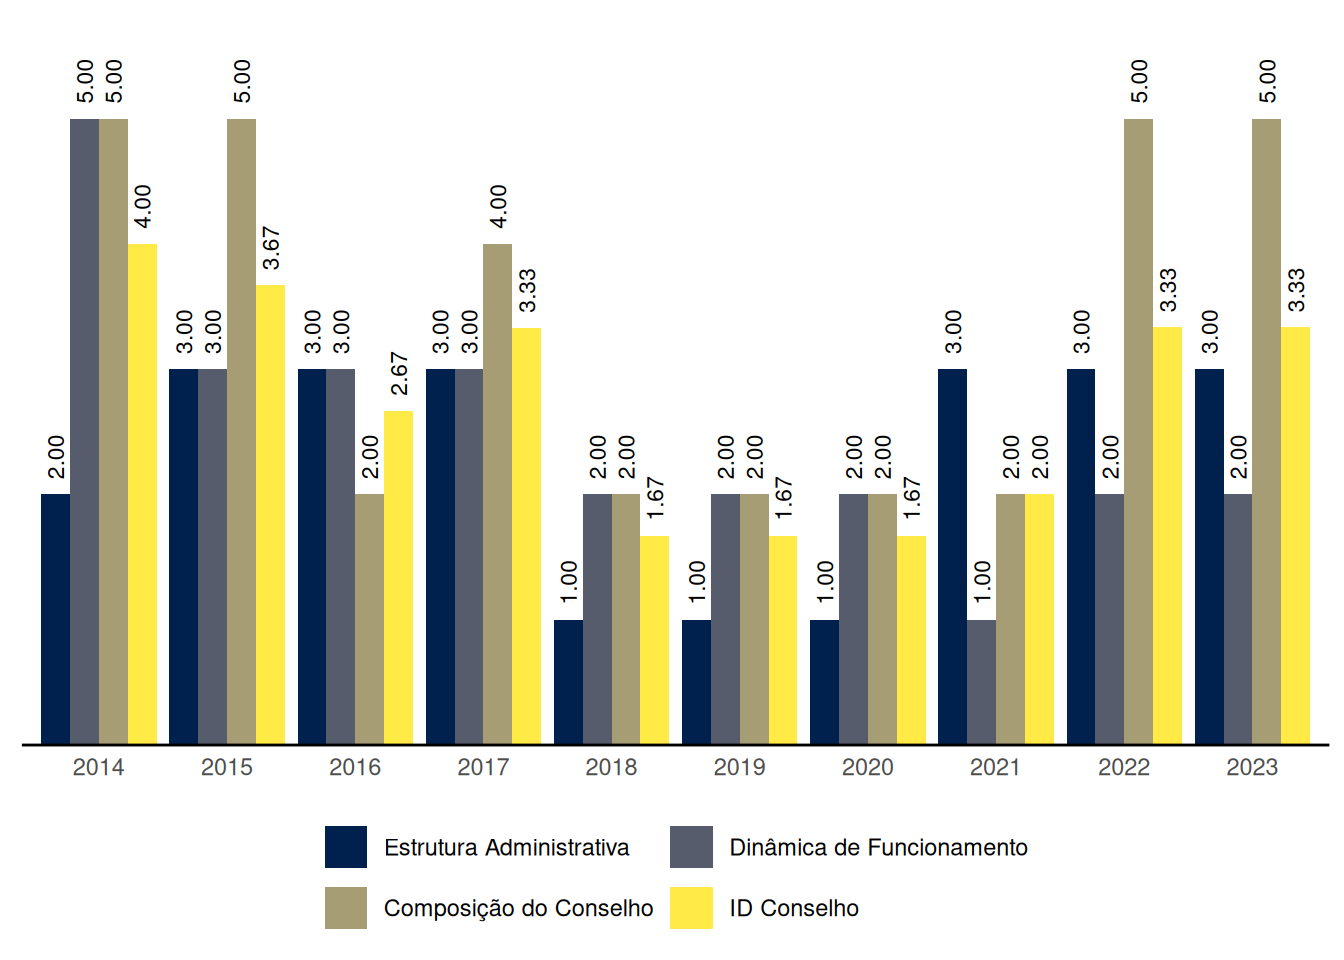 5.00 5.00 5.00 5.00 5.00
4.00 4.00
3.67 3.33 3.33 3.33
3.00 3.00 3.00 3.00 3.00 3.00 3.00 3.00 3.00
2.67
2.00 2.00 2.00 2.00 2.00 2.00 2.00 2.00 2.00 2.00 2.00 2.00
1.67 1.67 1.67
1.00 1.00 1.00 1.00
2014 2015 2016 2017 2018 2019 2020 2021 2022 2023
Estrutura Administrativa Dinâmica de Funcionamento
Composição do Conselho ID Conselho